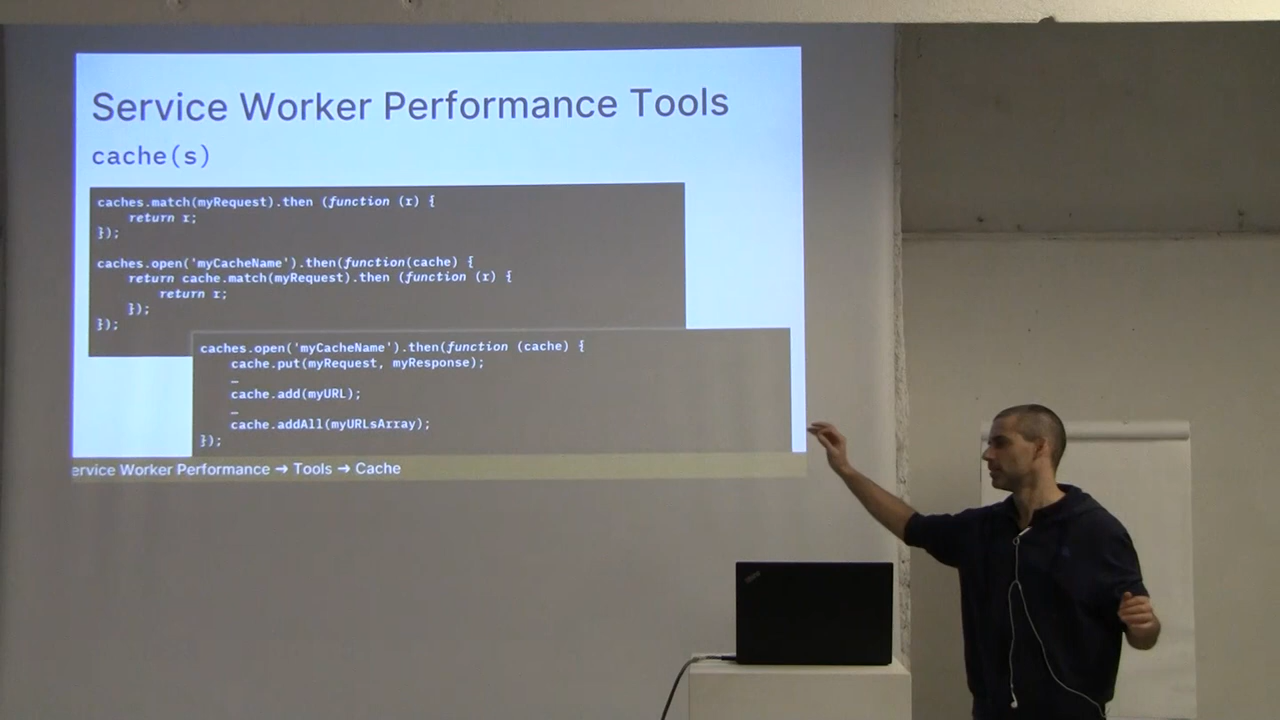 Service Worker Performance Tools
cache(s)
caches.match(myRequest).then (function (r) {
return r;
});
caches.open('myCacheName').then(function(cache) {
return cache.match(myRequest).then (function (r) {
return r;
});
});
caches.open('myCacheName').then(function (cache) {
cache.put(myRequest, myResponse);
…
cache.add(myURL);
…
cache.addAll(myURLsArray);
});
ervice Worker Performance → Tools → Cache